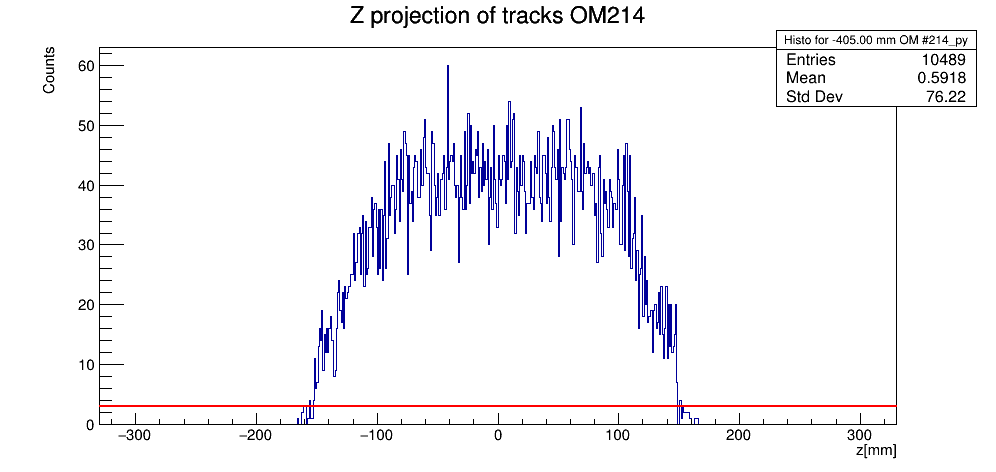 Z projection of tracks OM214
Histo for -405.00 mm OM #214_py
Entries 10489
Mean 0.5918
Std Dev 76.22
Counts
60
50
40
30
20
10
0
−300 −200 −100 0 100 200 300
z[mm]